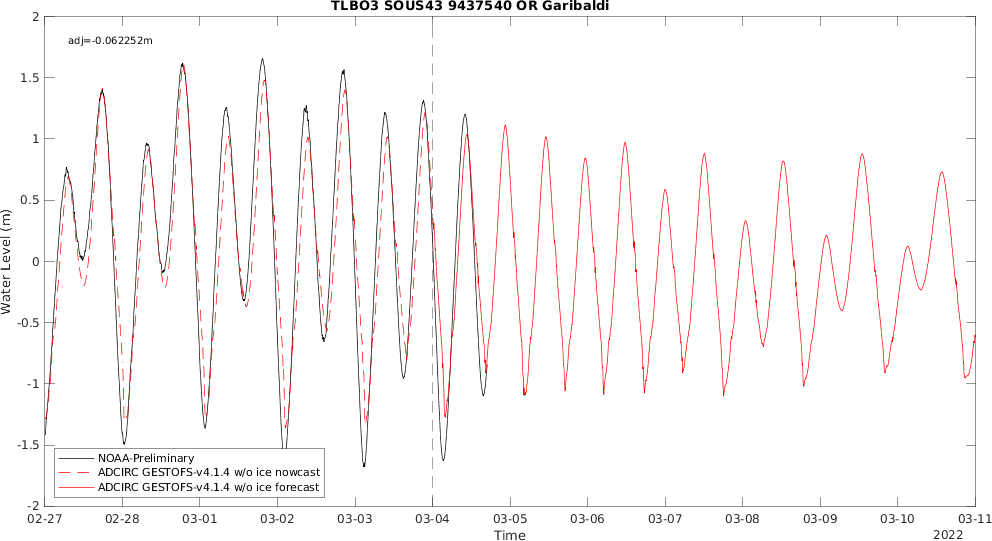 TLBO3 SOUS43 9437540 OR Garibaldi
adj=-0.062252m
Water Level (m)
2
1.5
1
0.5
0
-0.5
-1
-1.5
-2
NOAA-Preliminary
ADCIRC GESTOFS-v4.1.4 w/o ice nowcast
ADCIRC GESTOFS-v4.1.4 w/o ice forecast
02-27 02-28 03-01 03-02 03-03 03-04 03-05 03-06 03-07 03-08 03-09 03-10 03-11
Time
2022